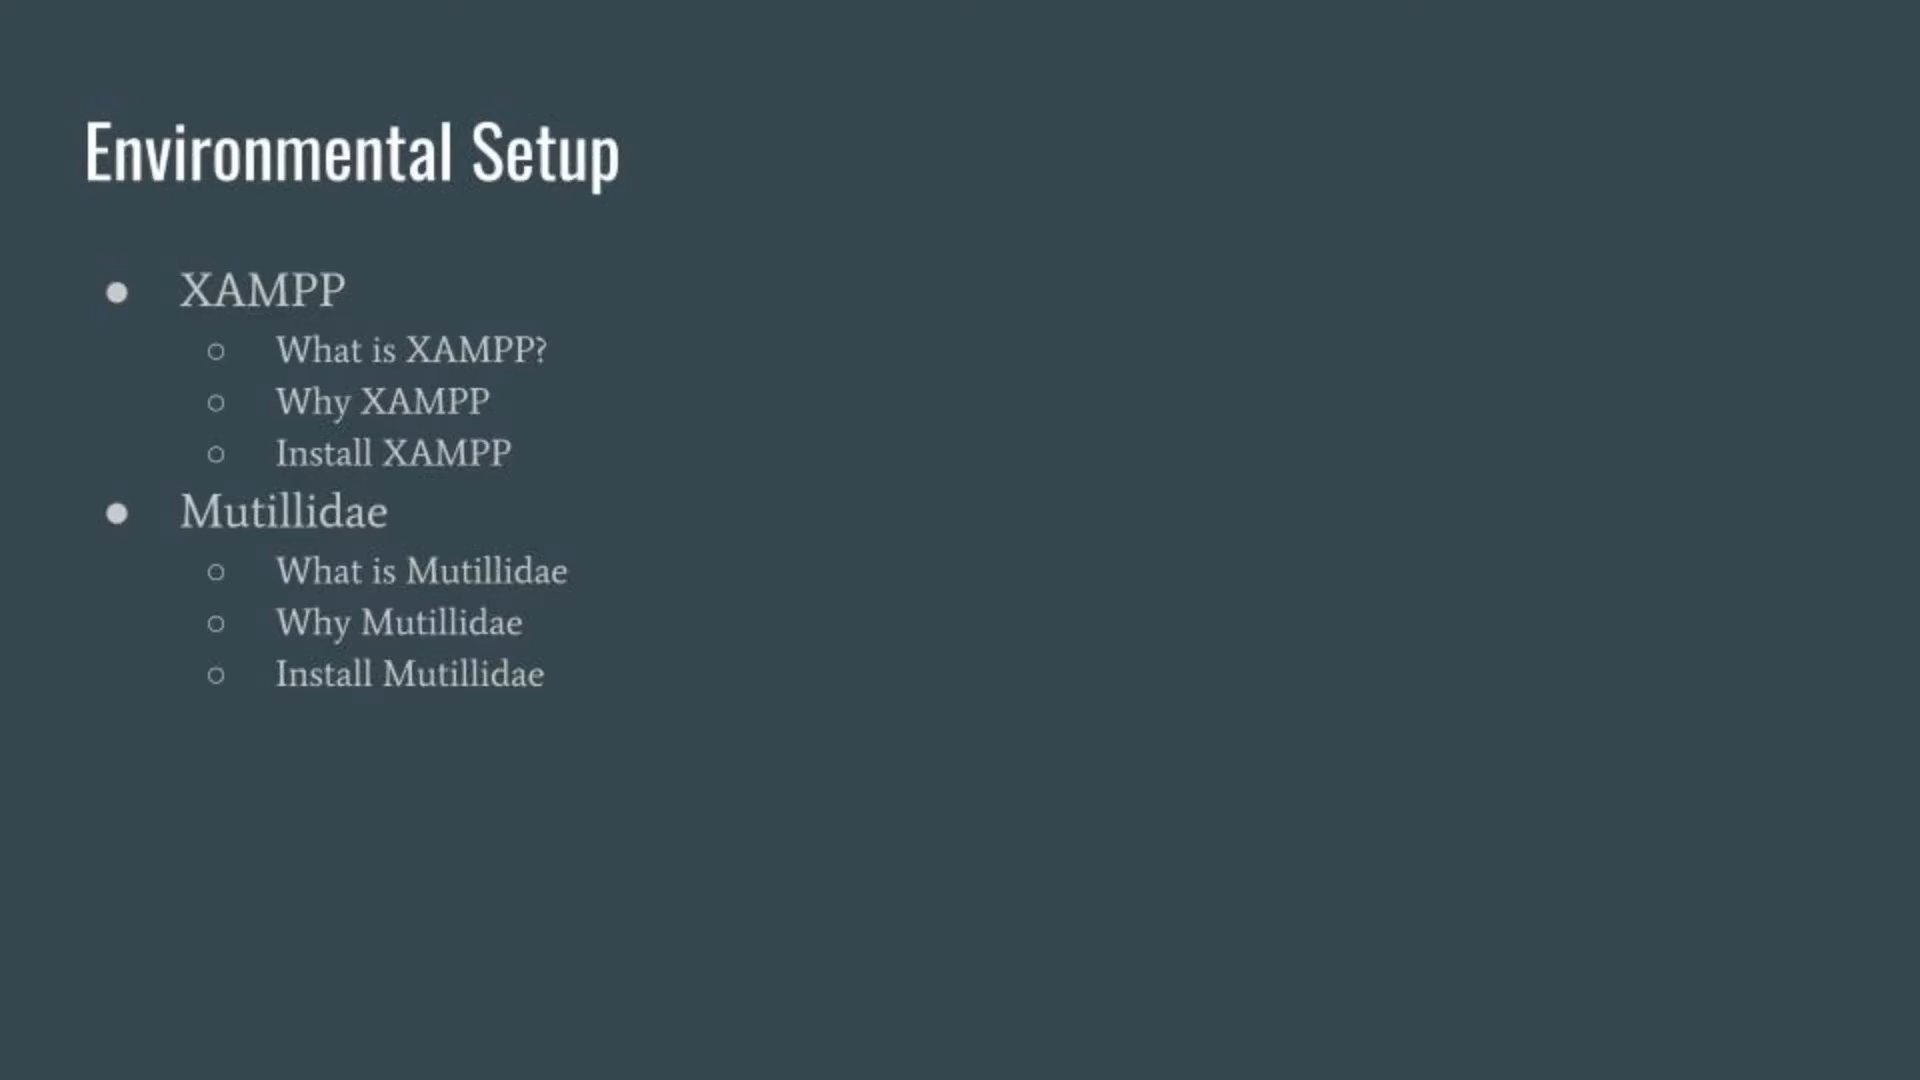 Environmental Setup
● XAMPP
○ What is XAMPP?
○ Why XAMPP
○ Install XAMPP
● Mutillidae
○ What is Mutillidae
○ Why Mutillidae
○ Install Mutillidae